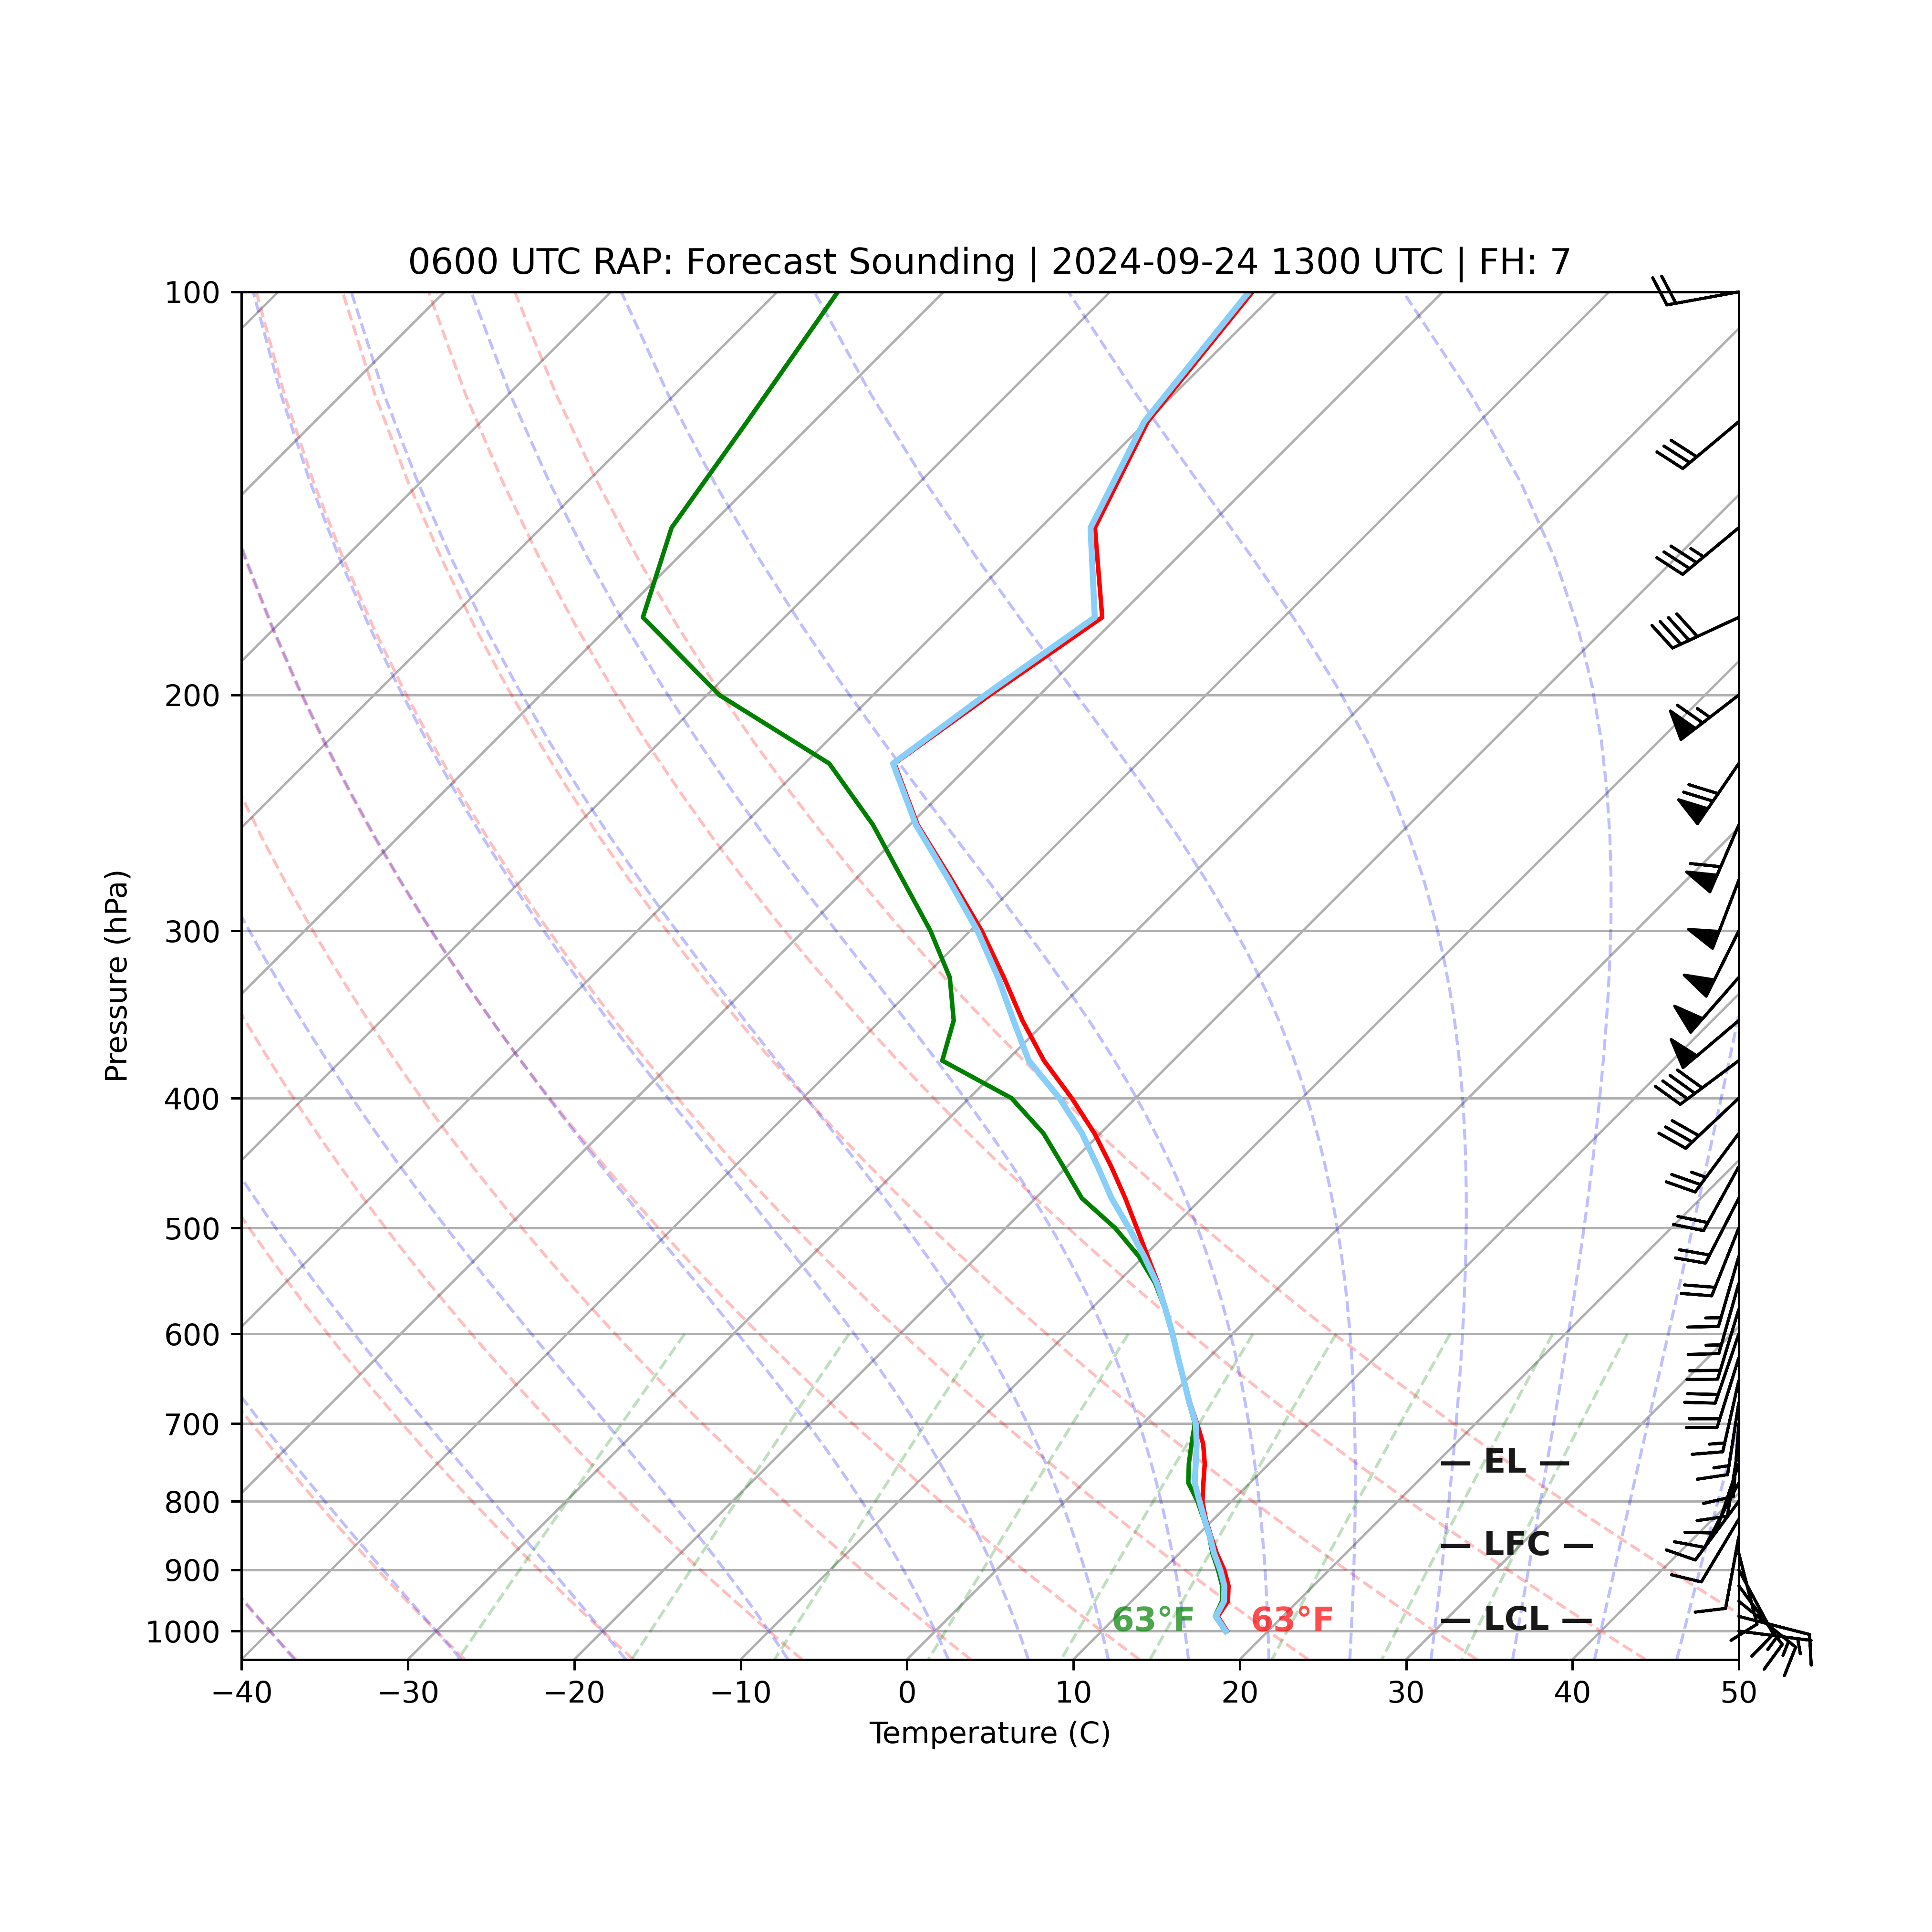 0600 UTC RAP: Forecast Sounding | 2024-09-24 1300 UTC | FH: 7
100
200
300
400
500
600
700
800
900
1000
Pressure (hPa)
— EL —
— LFC —
63°F 63°F — LCL —
−40 −30 −20 −10 0 10 20 30 40 50
Temperature (C)